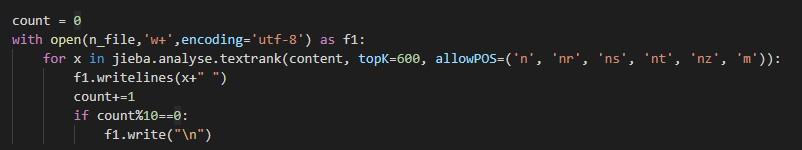 count = 0
with open(n_file,'w+',encoding='utf-8') as f1:
    for x in jieba.analyse.textrank(content, topK=600, allowPOS=('n', 'nr', 'ns', 'nt', 'nz', 'm')):
        f1.writelines(x+" ")
        count+=1
        if count%10==0:
            f1.write("\n")